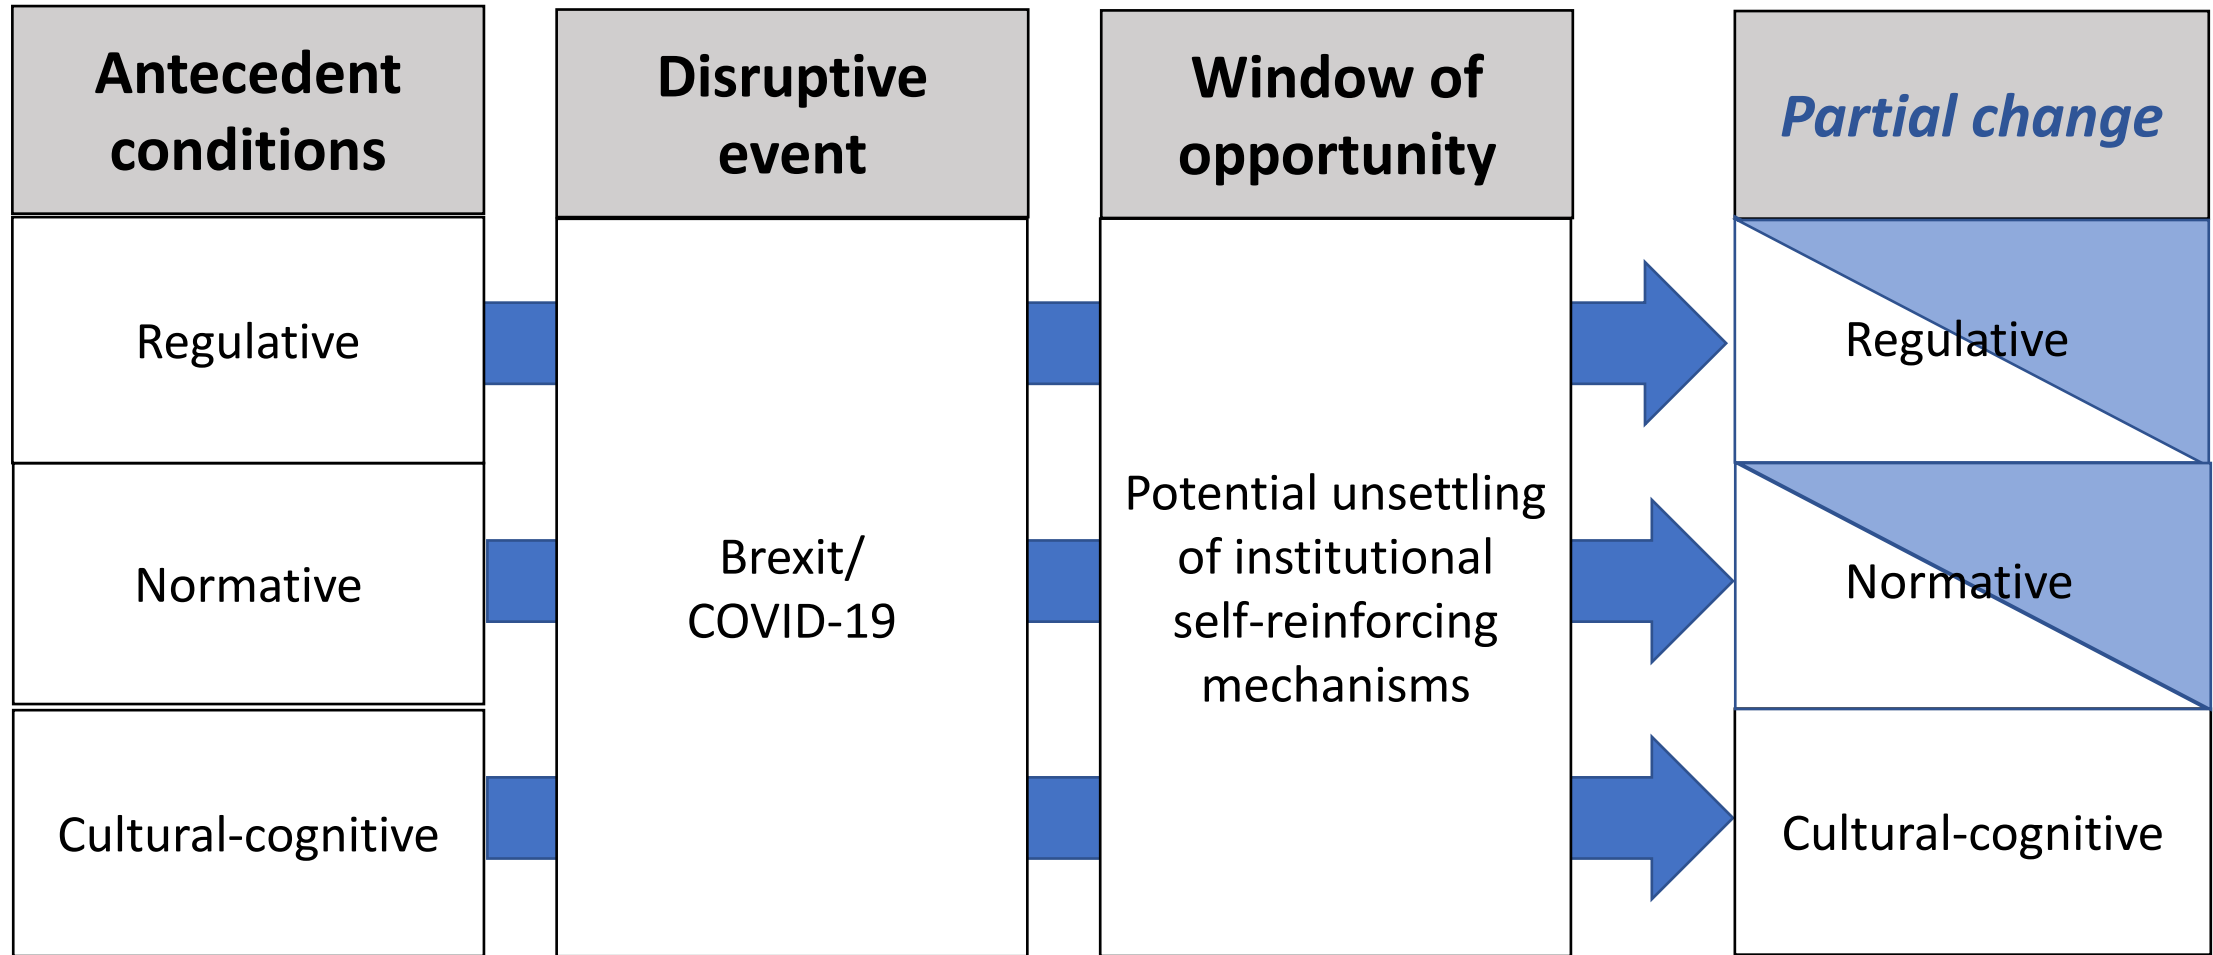 Antecedent
conditions
Disruptive
event
Window of
opportunity
Partial change
Regulative
Normative
Cultural-cognitive
Brexit/
COVID-19
Potential unsettling
of institutional
self-reinforcing
mechanisms
Regulative
Normative
Cultural-cognitive